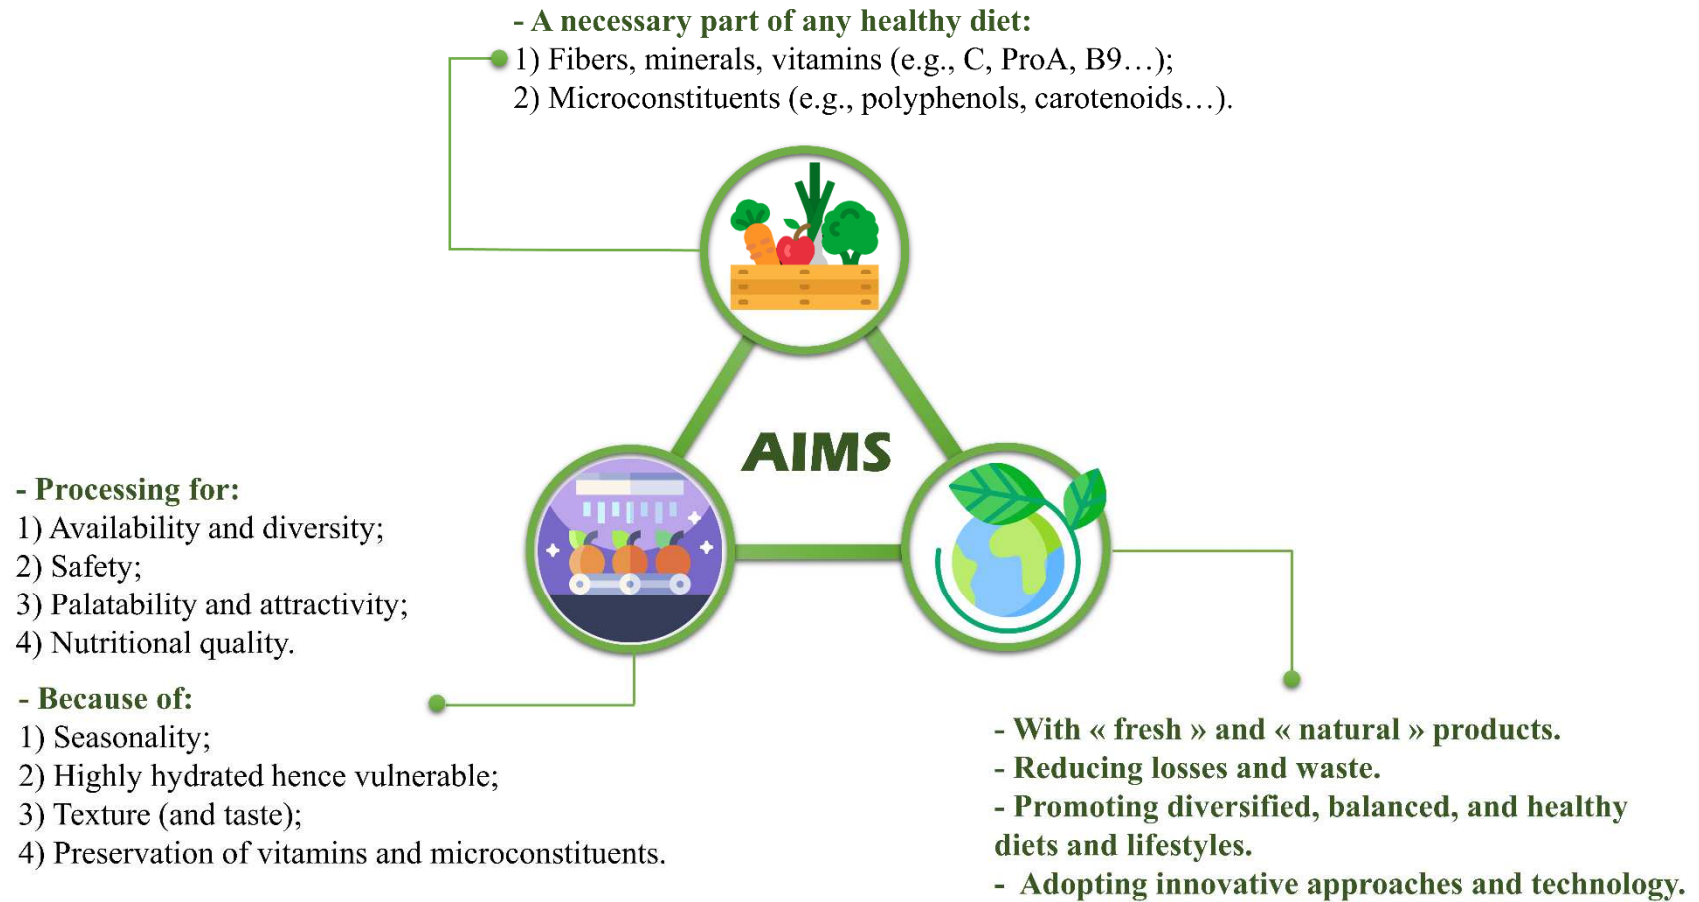 - A necessary part of any healthy diet:
1) Fibers, minerals, vitamins (e.g., C, ProA, B9…);
2) Microconstituents (e.g., polyphenols, carotenoids…).
AIMS
- Processing for:
1) Availability and diversity;
2) Safety;
3) Palatability and attractivity;
4) Nutritional quality.
- Because of:
1) Seasonality;
2) Highly hydrated hence vulnerable;
3) Texture (and taste);
4) Preservation of vitamins and microconstituents.
- With « fresh » and « natural » products.
- Reducing losses and waste.
- Promoting diversified, balanced, and healthy
diets and lifestyles.
- Adopting innovative approaches and technology.